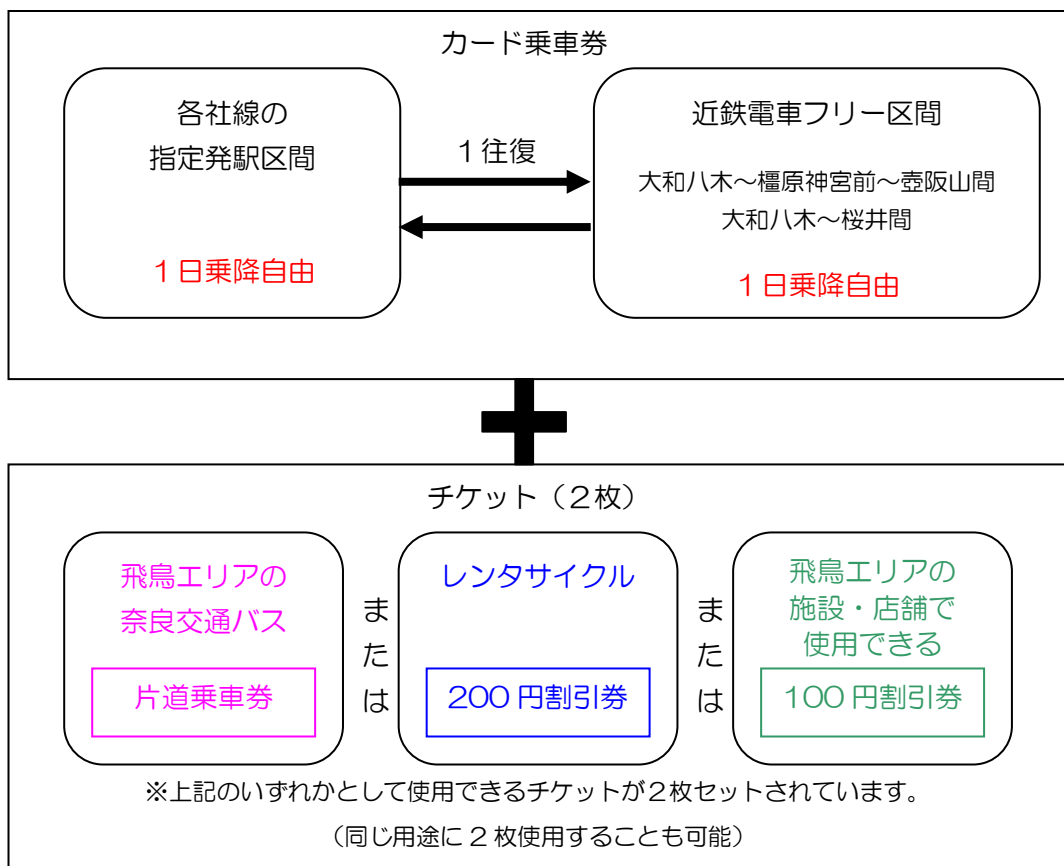 カード乗車券
各社線の
指定発駅区間
1日乗降自由
1往復
近鉄電車フリー区間
大和八木~橿原神宮前~壺阪山間
大和八木~桜井間
1日乗降自由
チケット(2枚)
飛鳥エリアの
奈良交通バス
片道乗車券
または
レンタサイクル
200円割引券
または
飛鳥エリアの
施設・店舗で
使用できる
100円割引券
※上記のいずれかとして使用できるチケットが2枚セットされています。
(同じ用途に2枚使用することも可能)